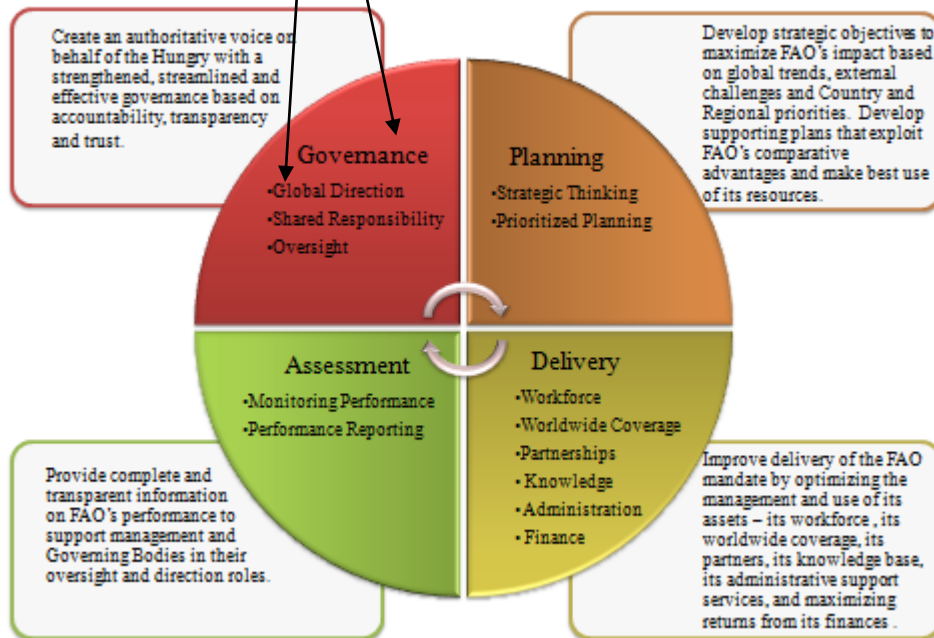 Create an authoritative voice on
behalf of the Hungry with a
strengthened, streamlined and
effective governance based on
accountability, transparency
and trust.
Develop strategic objectives to
maximize FAO's impact based
on global trends, external
challenges and Country and
Regional priorities. Develop
supporting plans that exploit
FAO's comparative
advantages and make best use
of its resources.
Governance
•Global Direction
•Shared Responsibility
•Oversight
Planning
•Strategic Thinking
•Prioritized Planning
Assessment
•Monitoring Performance
•Performance Reporting
Delivery
•Workforce
•Worldwide Coverage
•Partnerships
• Knowledge
• Administration
• Finance
Provide complete and
transparent information
on FAO's performance to
support management and
Governing Bodies in their
oversight and direction roles.
Improve delivery of the FAO
mandate by optimizing the
management and use of its
assets – its workforce , its
worldwide coverage, its
partners, its knowledge base,
its administrative support
services, and maximizing
returns from its finances .